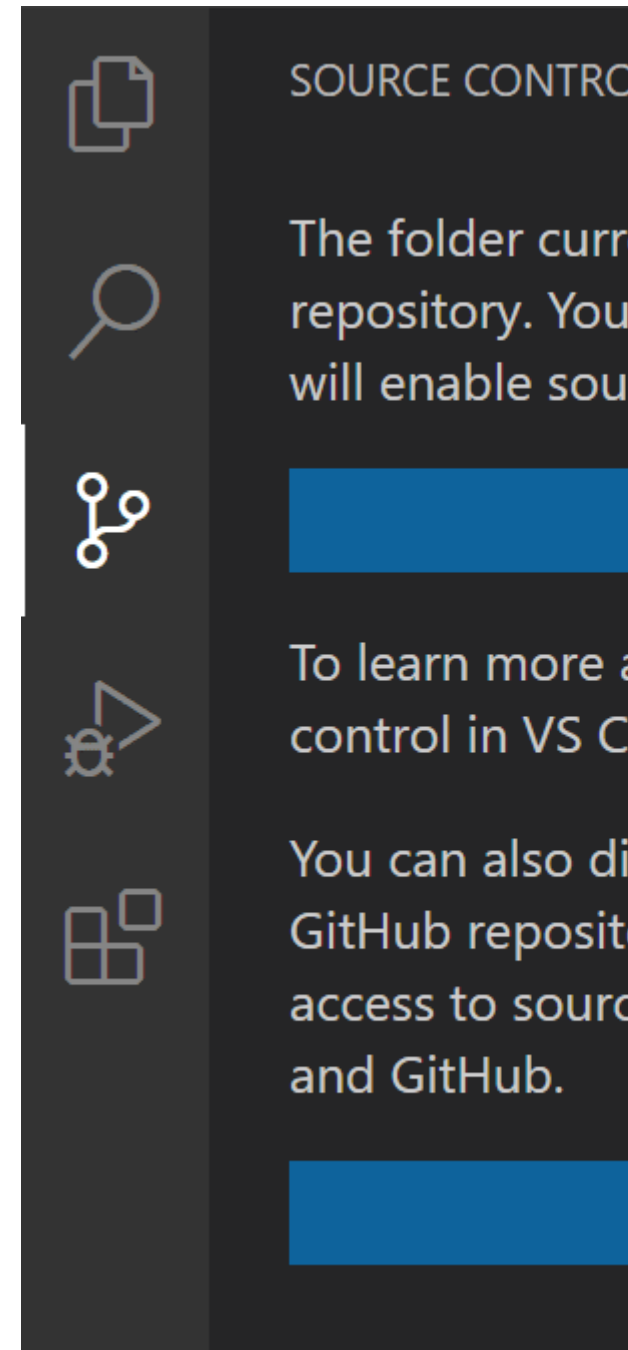 SOURCE CONTRO
The folder curr
repository. You
will enable sou
To learn more a
control in VS C
You can also di
GitHub reposit
access to sourc
and GitHub.